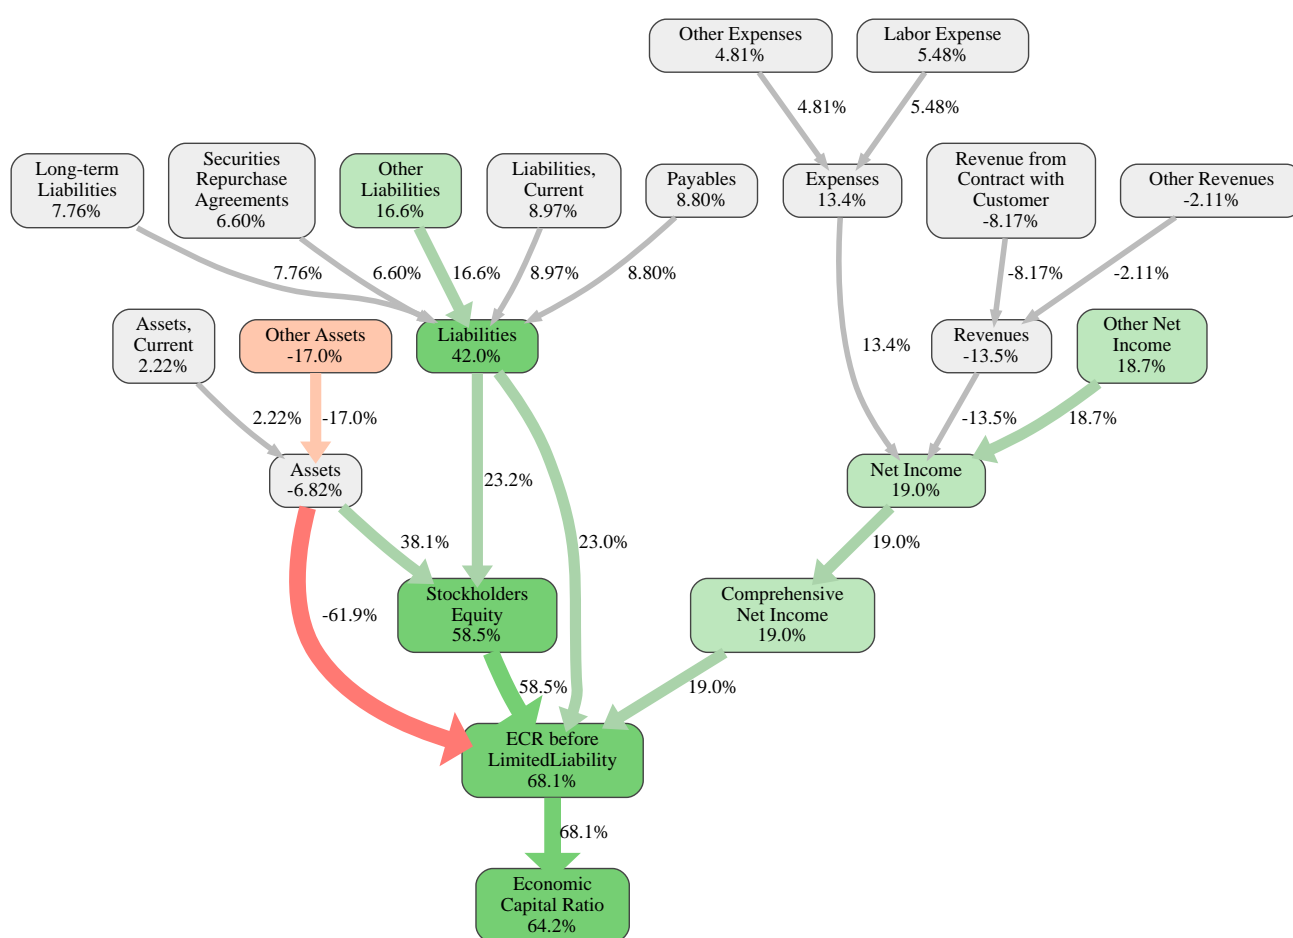 Other Expenses
4.81%
Labor Expense
5.48%
4.81%
5.48%
Long-term
Liabilities
7.76%
Securities
Repurchase
Agreements
6.60%
Other
Liabilities
16.6%
Liabilities,
Current
8.97%
Payables
8.80%
Expenses
13.4%
Revenue from
Contract with
Customer
-8.17%
Other Revenues
-2.11%
7.76%
6.60%
16.6%
8.97%
8.80%
-8.17%
-2.11%
Assets,
Current
2.22%
Other Assets
-17.0%
Liabilities
42.0%
13.4%
Revenues
-13.5%
Other Net
Income
18.7%
2.22%
-17.0%
-13.5%
18.7%
Assets
-6.82%
23.2%
Net Income
19.0%
38.1%
23.0%
19.0%
-61.9%
Stockholders
Equity
58.5%
Comprehensive
Net Income
19.0%
58.5%
19.0%
ECR before
LimitedLiability
68.1%
68.1%
Economic
Capital Ratio
64.2%